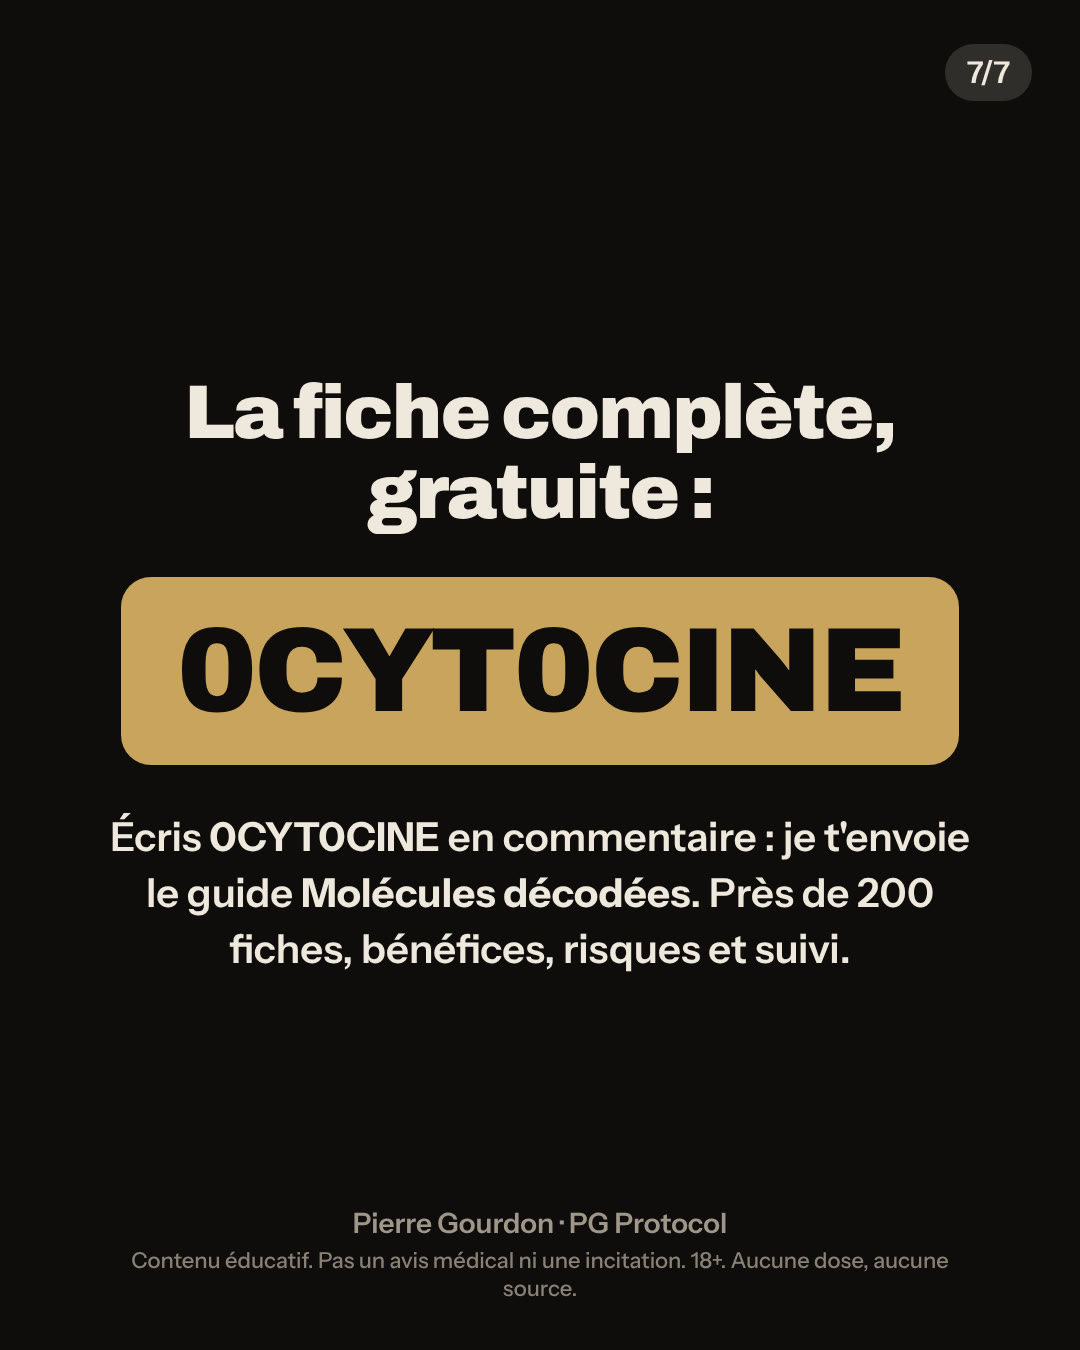 7/7
La fiche complète,
gratuite :
0CYT0CINE
Écris 0CYT0CINE en commentaire : je t'envoie
le guide Molécules décodées. Près de 200
fiches, bénéfices, risques et suivi.
Pierre Gourdon · PG Protocol
Contenu éducatif. Pas un avis médical ni une incitation. 18+. Aucune dose, aucune
source.